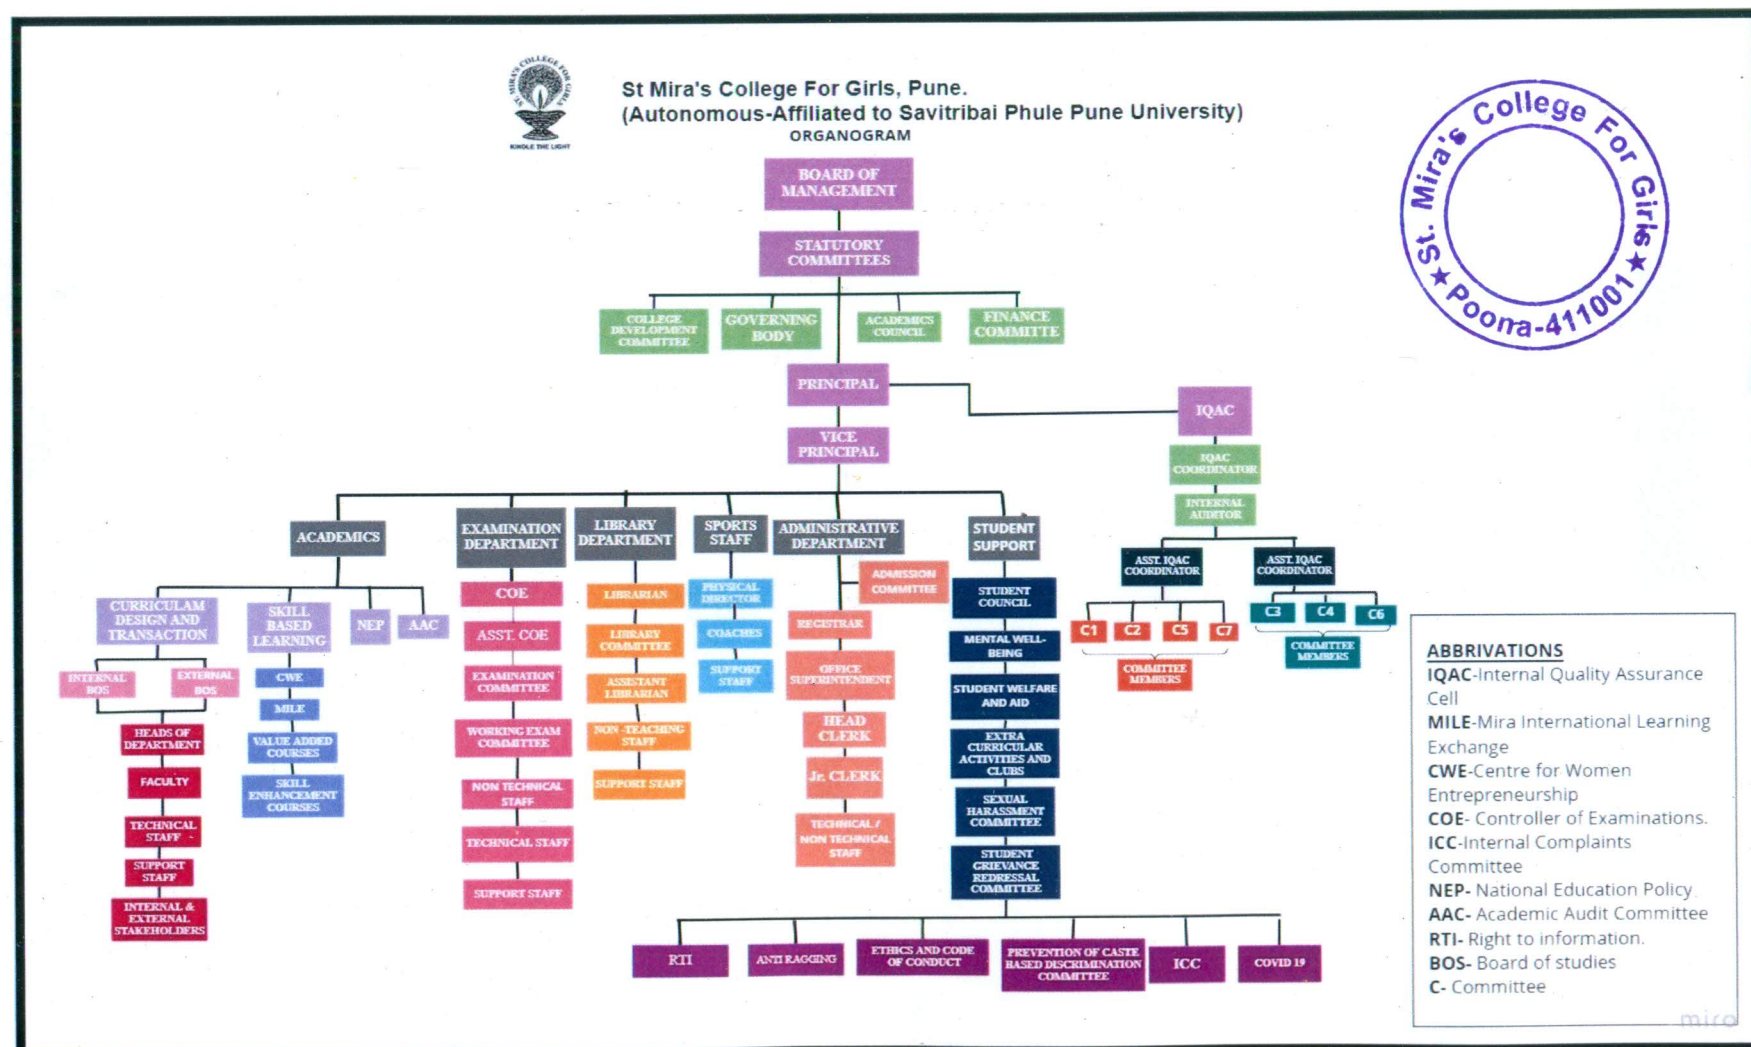 ST. MIRA'S COLLEGE FOR GIRLS
KINDLE THE LIGHT
St Mira's College For Girls, Pune.
(Autonomous-Affiliated to Savitribai Phule Pune University)
ORGANOGRAM
St. Mira's College For Girls
Poona-411001
BOARD OF
MANAGEMENT
STATUTORY
COMMITTEES
COLLEGE
DEVELOPMENT
COMMITTEE
GOVERNING
BODY
ACADEMICS
COUNCIL
FINANCE
COMMITTE
PRINCIPAL
IQAC
VICE
PRINCIPAL
IQAC
COORDINATOR
INTERNAL
AUDITOR
ASST. IQAC
COORDINATOR
ASST. IQAC
COORDINATOR
C1
C2
C5
C7
COMMITTEE
MEMBERS
C3
C4
C6
COMMITTEE
MEMBERS
ACADEMICS
EXAMINATION
DEPARTMENT
LIBRARY
DEPARTMENT
SPORTS
STAFF
ADMINISTRATIVE
DEPARTMENT
STUDENT
SUPPORT
CURRICULAM
DESIGN AND
TRANSACTION
SKILL
BASED
LEARNING
NEP
AAC
INTERNAL
BOS
EXTERNAL
BOS
HEADS OF
DEPARTMENT
FACULTY
TECHNICAL
STAFF
SUPPORT
STAFF
INTERNAL &
EXTERNAL
STAKEHOLDERS
CWE
MILE
VALUE ADDED
COURSES
SKILL
ENHANCEMENT
COURSES
COE
ASST. COE
EXAMINATION
COMMITTEE
WORKING EXAM
COMMITTEE
NON TECHNICAL
STAFF
TECHNICAL STAFF
SUPPORT STAFF
LIBRARIAN
LIBRARY
COMMITTEE
ASSISTANT
LIBRARIAN
NON -TEACHING
STAFF
SUPPORT STAFF
PHYSICAL
DIRECTOR
COACHES
SUPPORT
STAFF
ADMISSION
COMMITTEE
REGISTRAR
OFFICE
SUPERINTENDENT
HEAD
CLERK
Jr. CLERK
TECHNICAL /
NON TECHNICAL
STAFF
STUDENT
COUNCIL
MENTAL WELL-
BEING
STUDENT WELFARE
AND AID
EXTRA
CURRICULAR
ACTIVITIES AND
CLUBS
SEXUAL
HARASSMENT
COMMITTEE
STUDENT
GRIEVANCE
REDRESSAL
COMMITTEE
RTI
ANTI RAGGING
ETHICS AND CODE
OF CONDUCT
PREVENTION OF CASTE
BASED DISCRIMINATION
COMMITTEE
ICC
COVID 19
ABBRIVATIONS
IQAC-Internal Quality Assurance
Cell
MILE-Mira International Learning
Exchange
CWE-Centre for Women
Entrepreneurship
COE- Controller of Examinations.
ICC-Internal Complaints
Committee
NEP- National Education Policy
AAC- Academic Audit Committee
RTI- Right to information.
BOS- Board of studies
C- Committee
miro